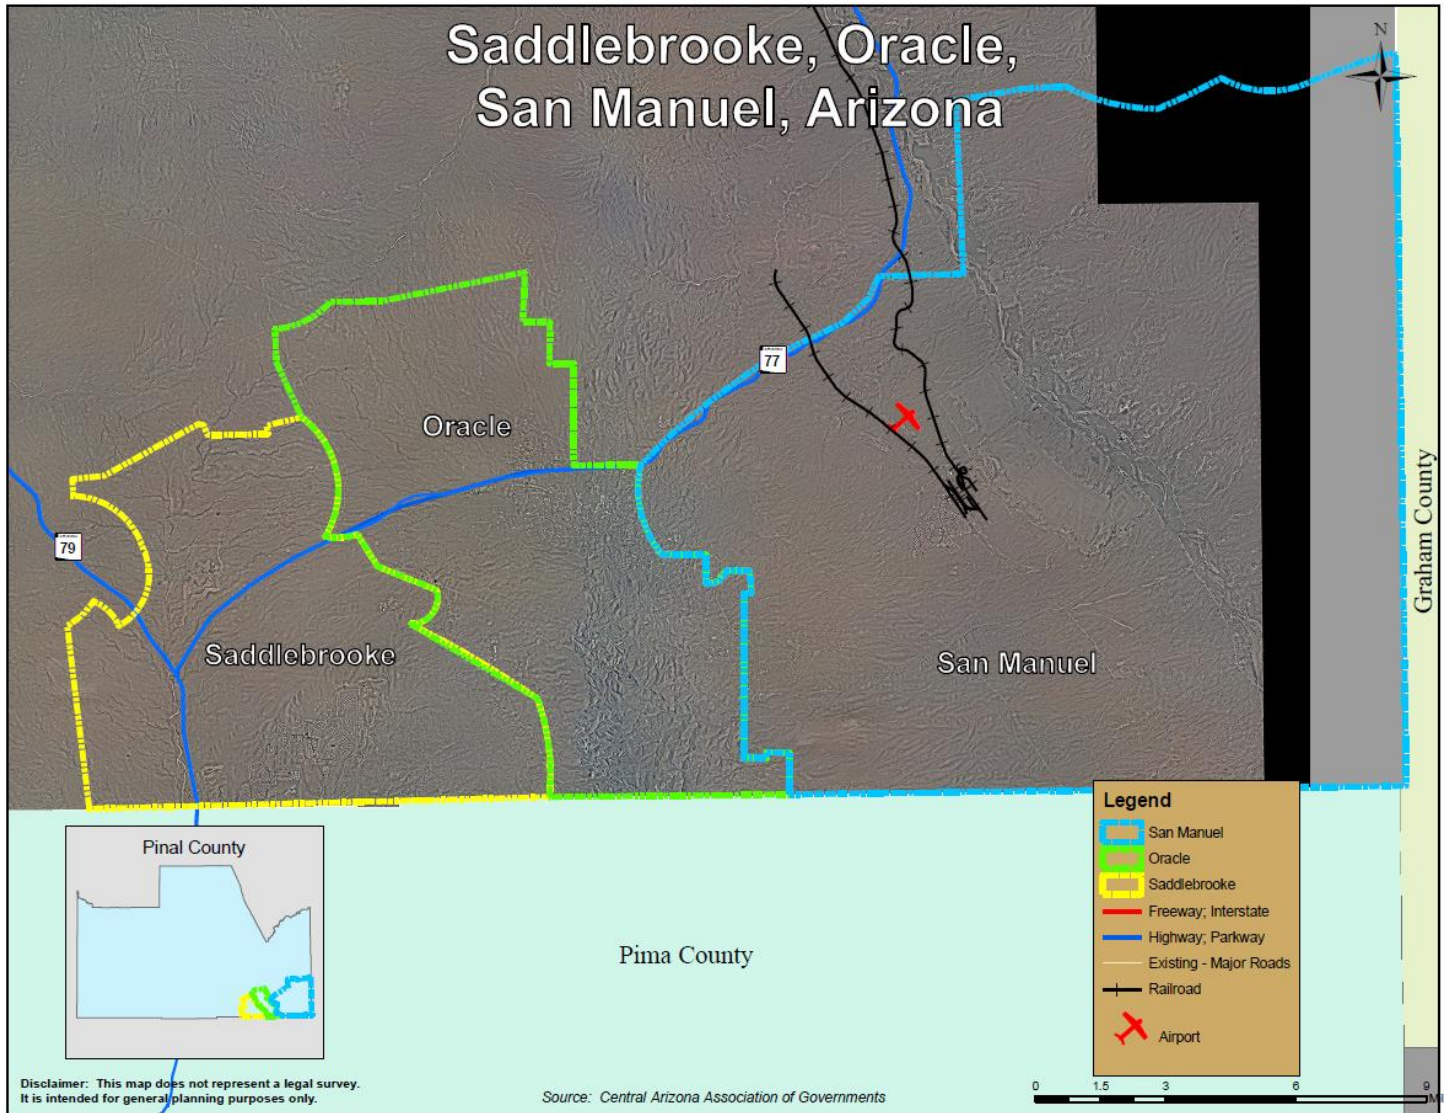 Saddlebrooke, Oracle,
San Manuel, Arizona
N
77
Oracle
79
Saddlebrooke
San Manuel
Graham County
Pima County
Pinal County
Legend
San Manuel
Oracle
Saddlebrooke
Freeway; Interstate
Highway; Parkway
Existing - Major Roads
Railroad
Airport
Disclaimer: This map does not represent a legal survey.
It is intended for general planning purposes only.
Source: Central Arizona Association of Governments
0 1.5 3 6 9